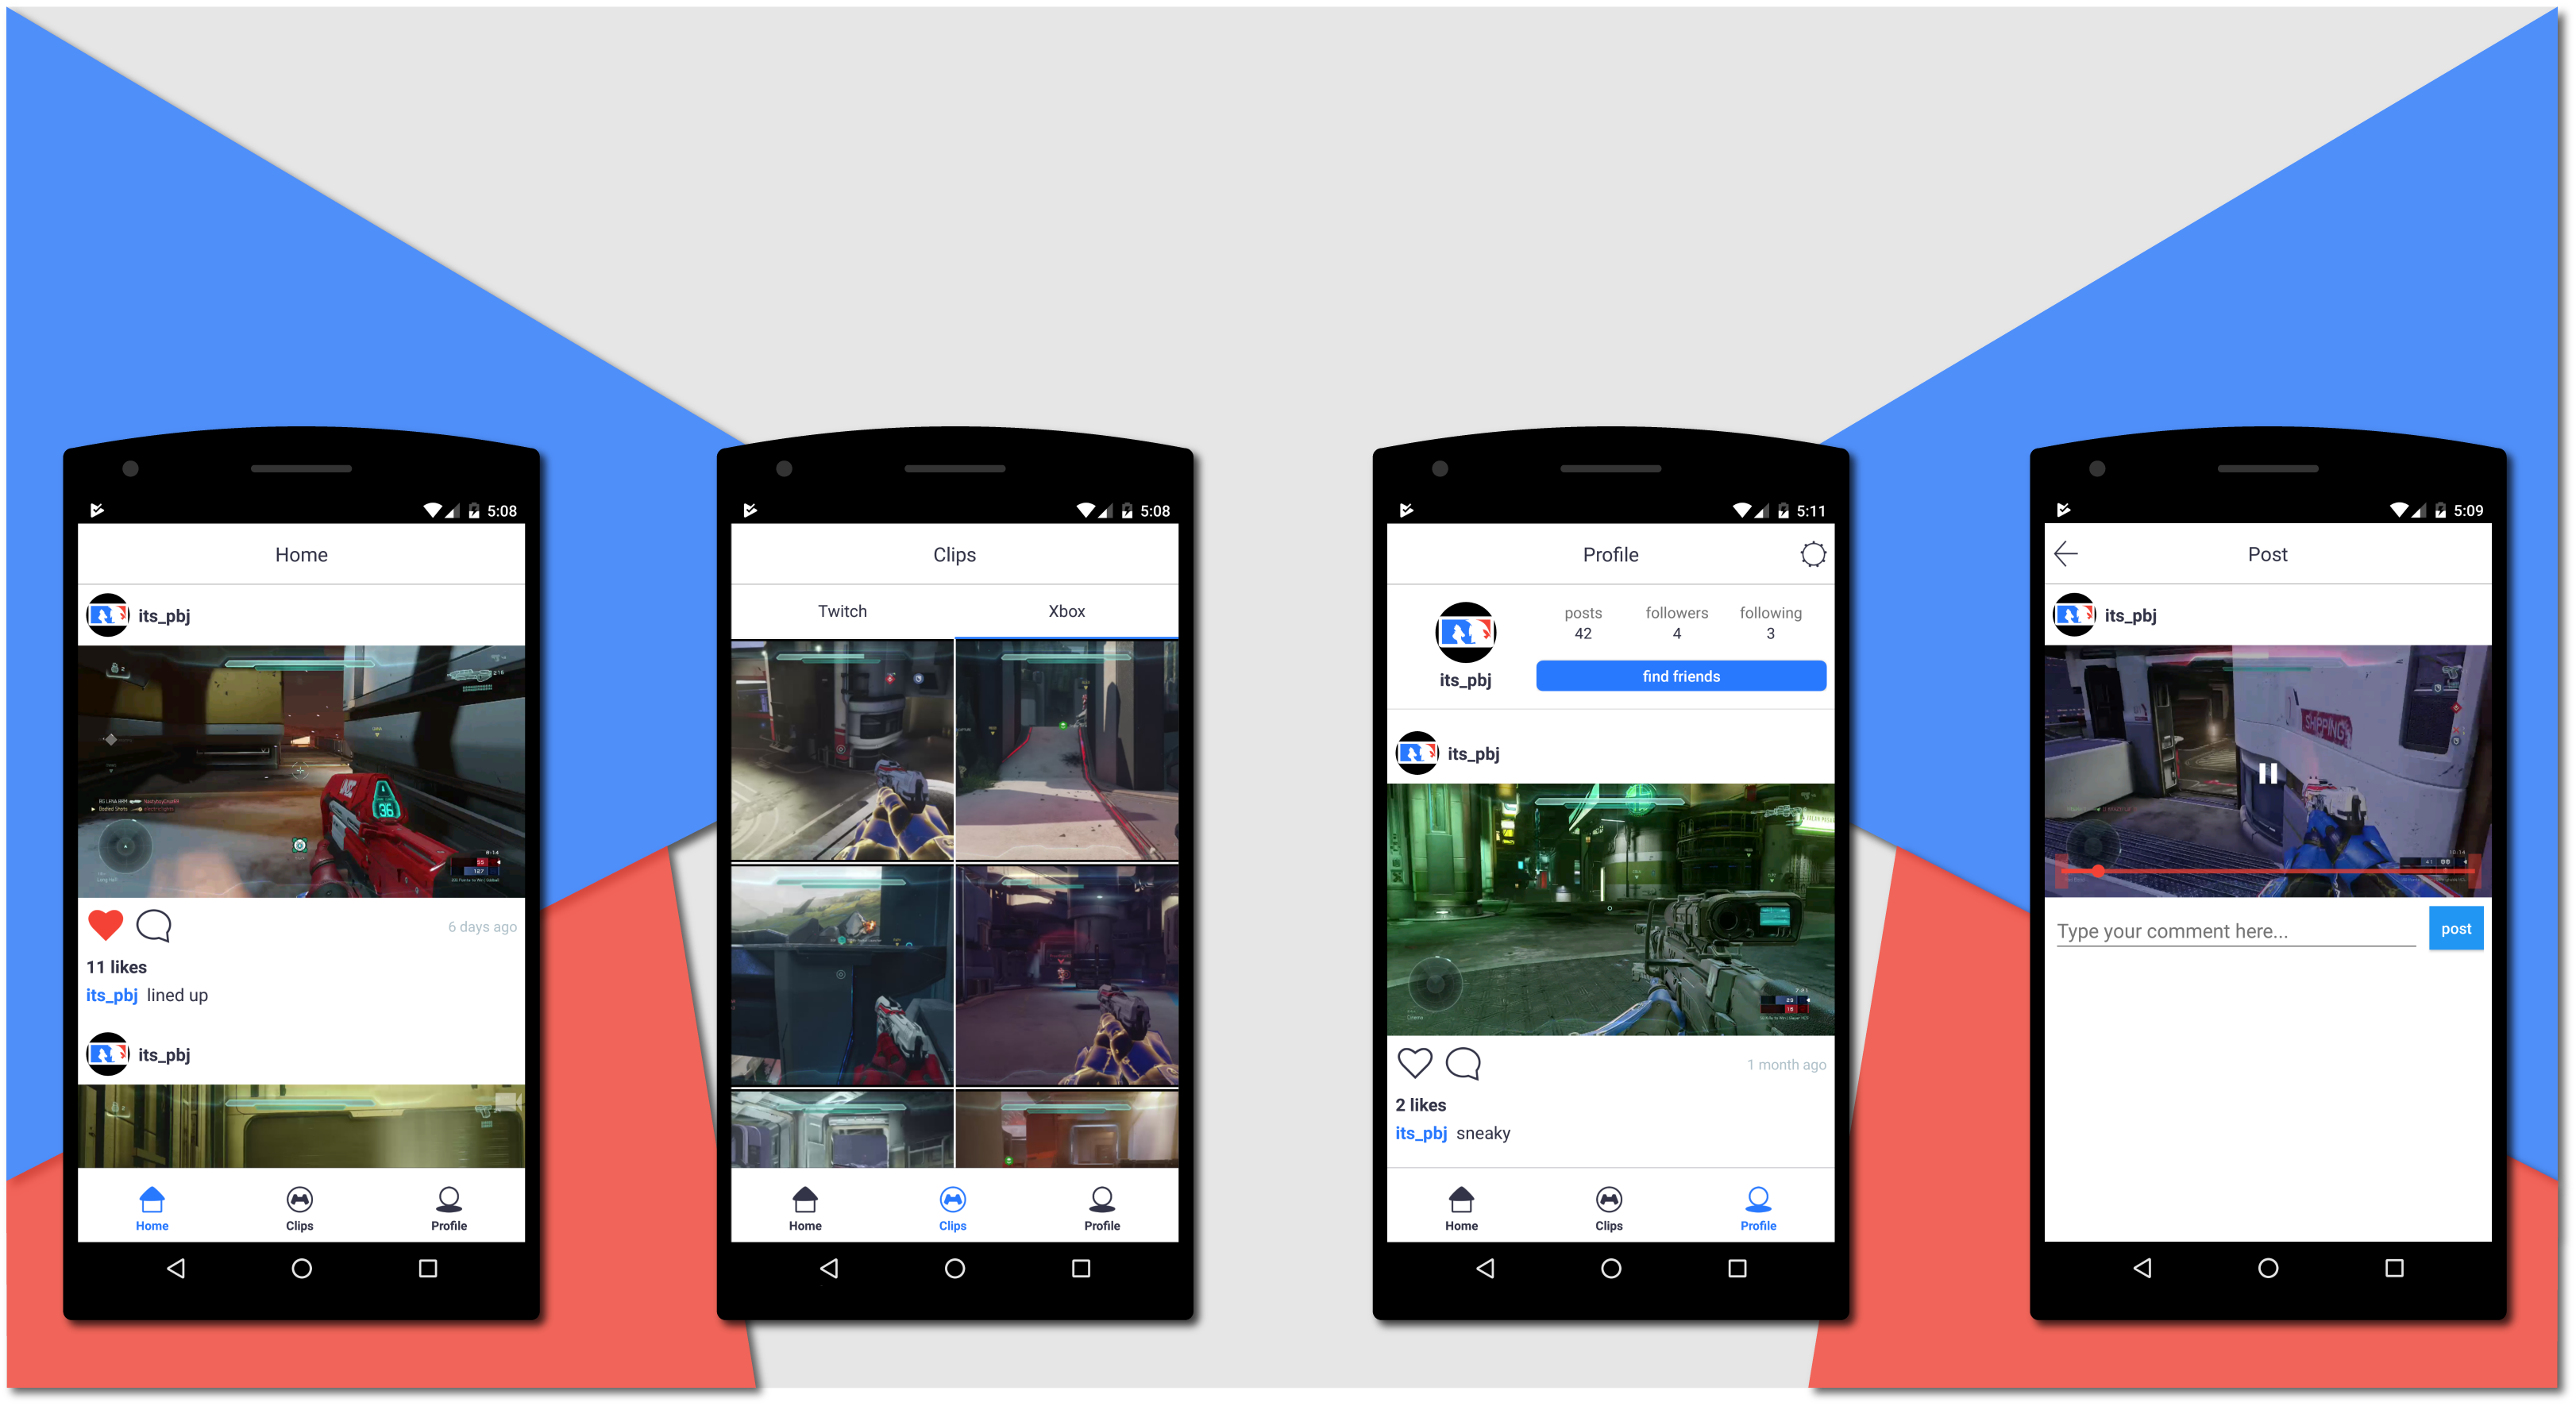 5:08
Home
its_pbj
36
6 days ago
11 likes
its_pbj lined up
its_pbj
Home Clips Profile
5:08
Clips
Twitch Xbox
Home Clips Profile
5:11
Profile
posts followers following
42 4 3
its_pbj
find friends
its_pbj
1 month ago
2 likes
its_pbj sneaky
Home Clips Profile
5:09
Post
its_pbj
SHIPPING
Type your comment here...
post